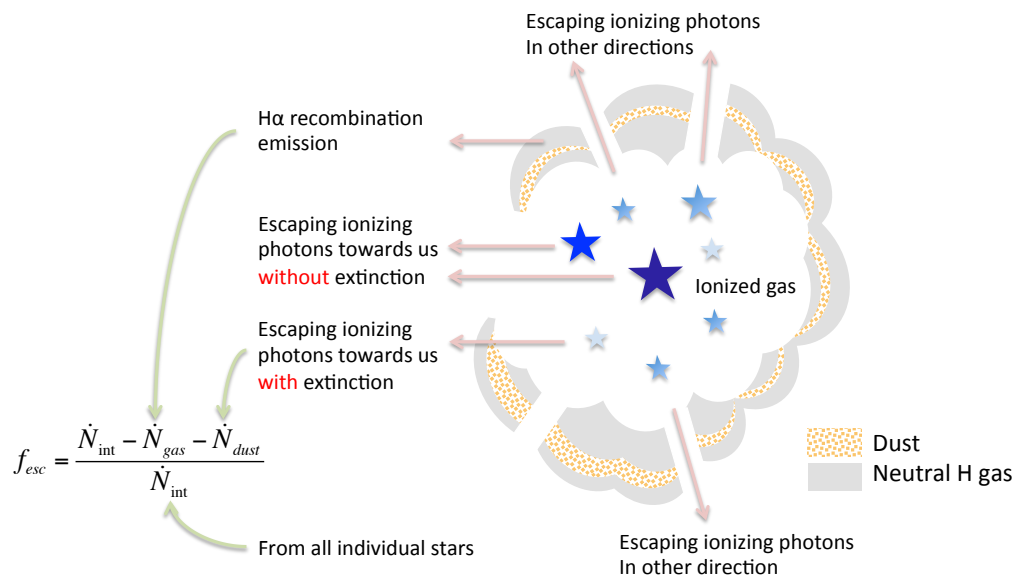 Escaping ionizing photons
In other directions
Hα recombination
emission
Escaping ionizing
photons towards us
without extinction
Ionized gas
Escaping ionizing
photons towards us
with extinction
f_esc = (Ṅ_int − Ṅ_gas − Ṅ_dust) / Ṅ_int
Dust
Neutral H gas
From all individual stars
Escaping ionizing photons
In other direction